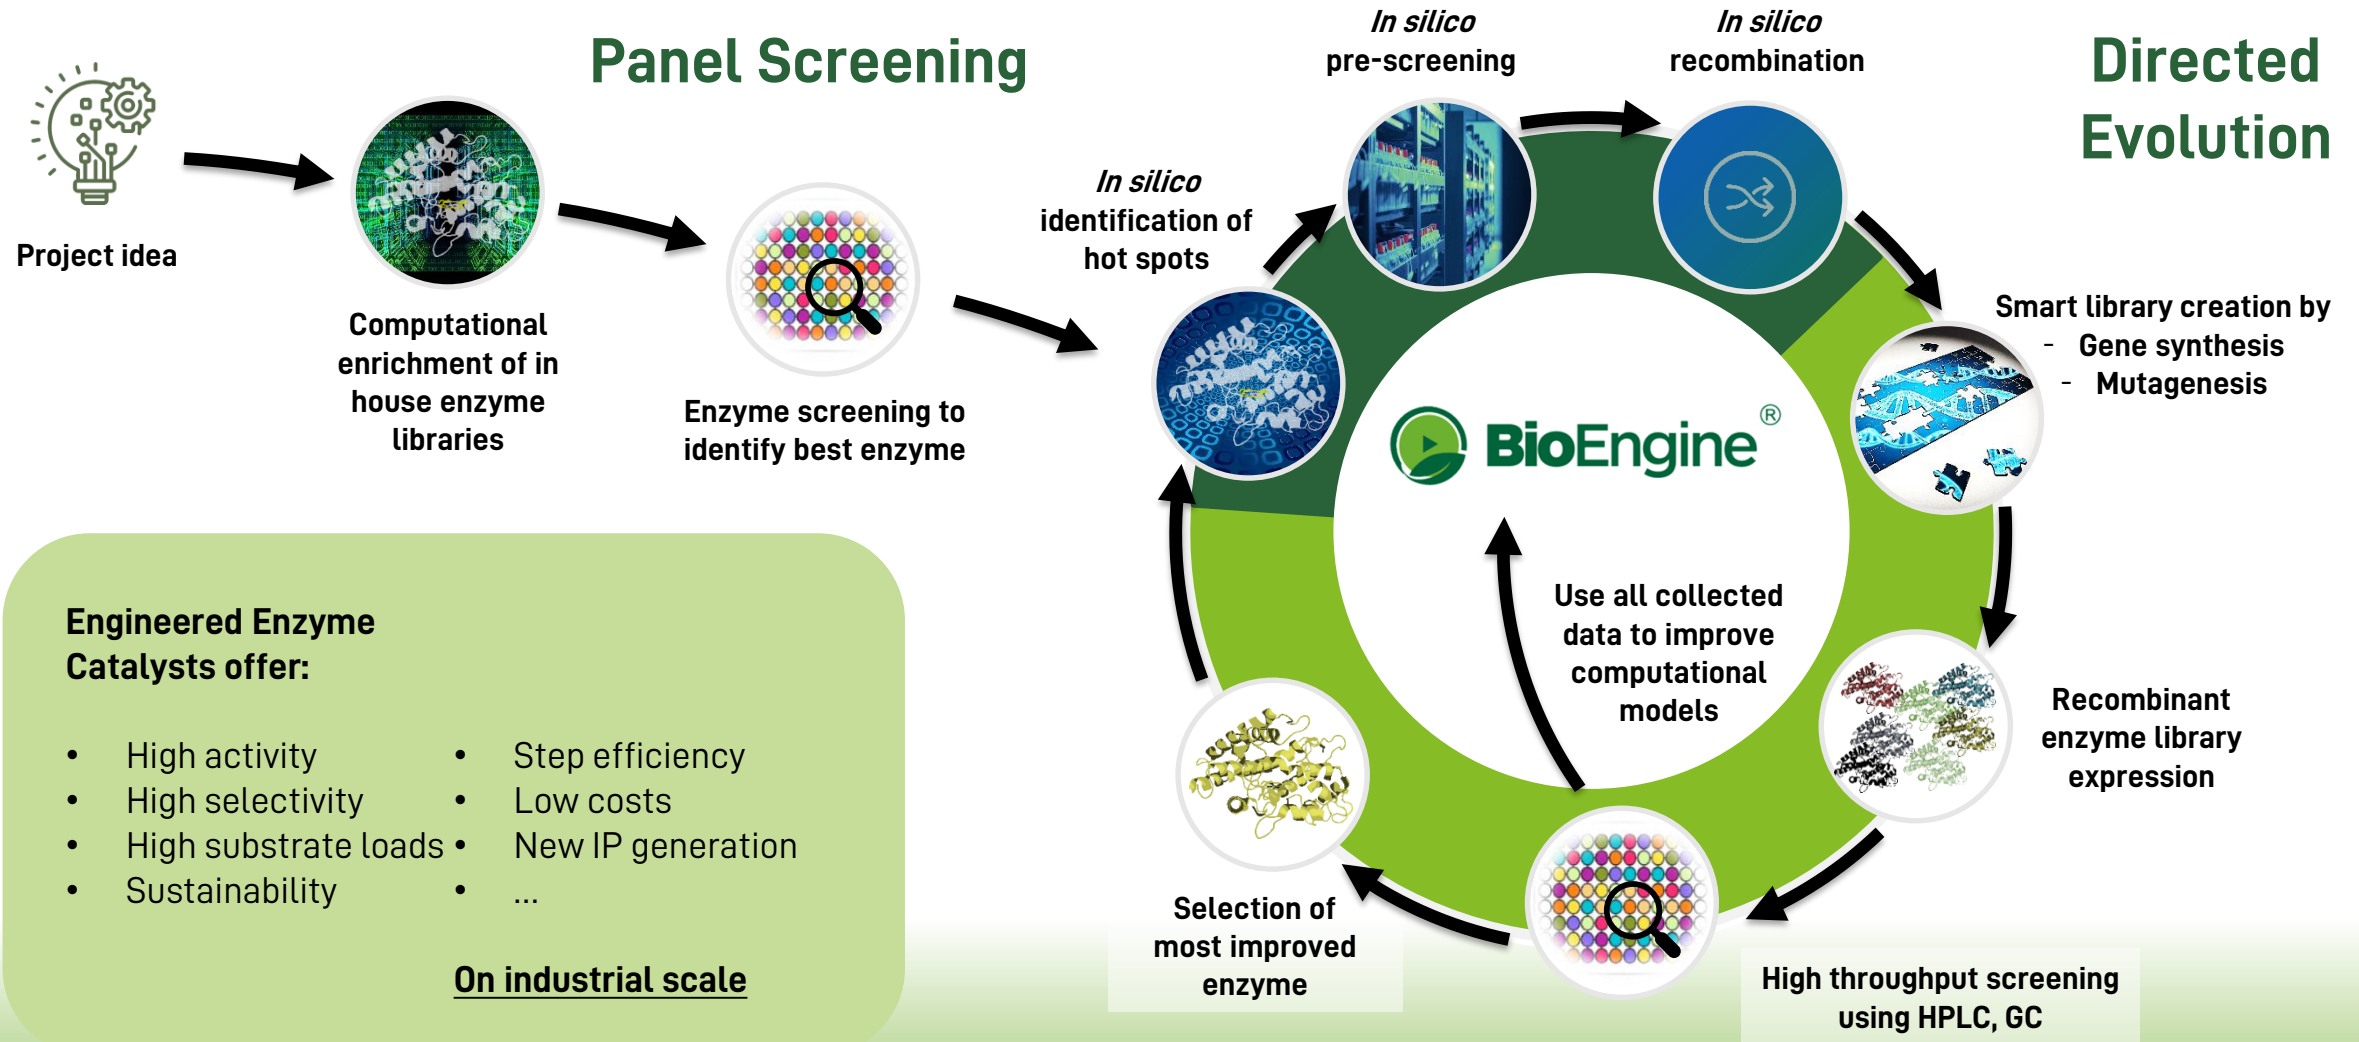 Panel Screening
Directed
Evolution
Project idea
Computational
enrichment of in
house enzyme
libraries
Enzyme screening to
identify best enzyme
In silico
identification of
hot spots
In silico
pre-screening
In silico
recombination
Smart library creation by
- Gene synthesis
- Mutagenesis
Recombinant
enzyme library
expression
High throughput screening
using HPLC, GC
Selection of
most improved
enzyme
BioEngine®
Use all collected
data to improve
computational
models
Engineered Enzyme
Catalysts offer:
• High activity
• High selectivity
• High substrate loads
• Sustainability
• Step efficiency
• Low costs
• New IP generation
• ...
On industrial scale